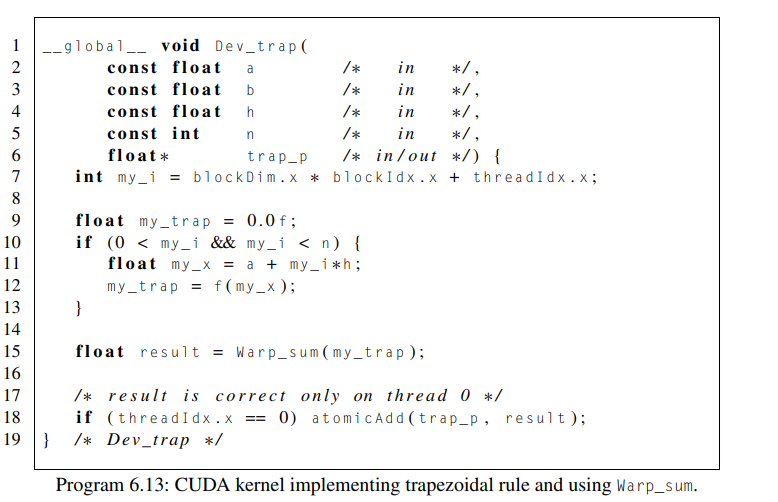 1 __global__ void Dev_trap(
2 const float a /* in */,
3 const float b /* in */,
4 const float h /* in */,
5 const int n /* in */,
6 float* trap_p /* in/out */) {
7 int my_i = blockDim.x * blockIdx.x + threadIdx.x;
8
9 float my_trap = 0.0f;
10 if (0 < my_i && my_i < n) {
11 float my_x = a + my_i*h;
12 my_trap = f(my_x);
13 }
14
15 float result = Warp_sum(my_trap);
16
17 /* result is correct only on thread 0 */
18 if (threadIdx.x == 0) atomicAdd(trap_p, result);
19 } /* Dev_trap */
Program 6.13: CUDA kernel implementing trapezoidal rule and using Warp_sum.